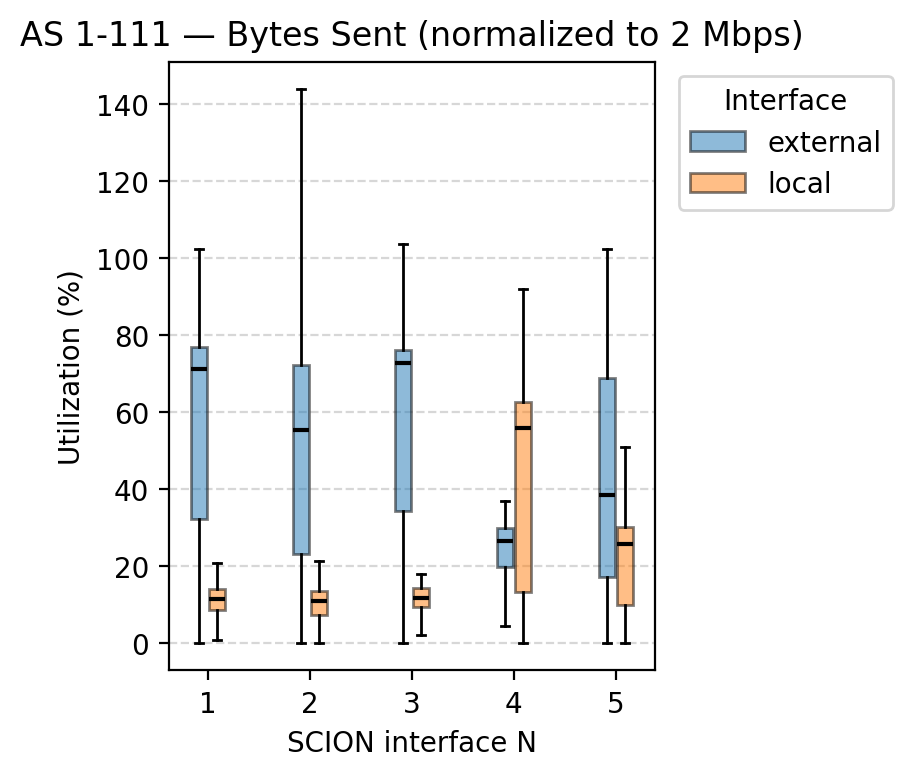 AS 1-111 — Bytes Sent (normalized to 2 Mbps)
Interface
external
local
Utilization (%)
140
120
100
80
60
40
20
0
1 2 3 4 5
SCION interface N